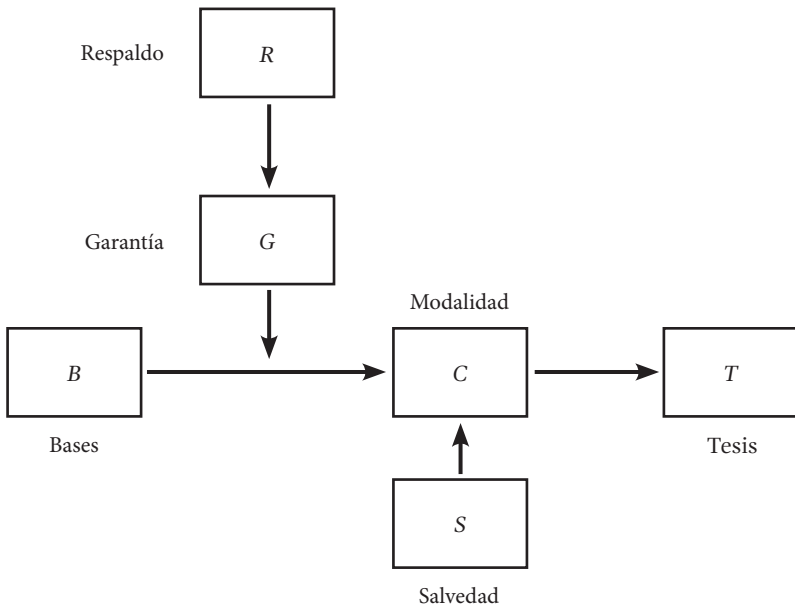 Respaldo
R
Garantía
G
Modalidad
B
C
T
Bases
Tesis
S
Salvedad